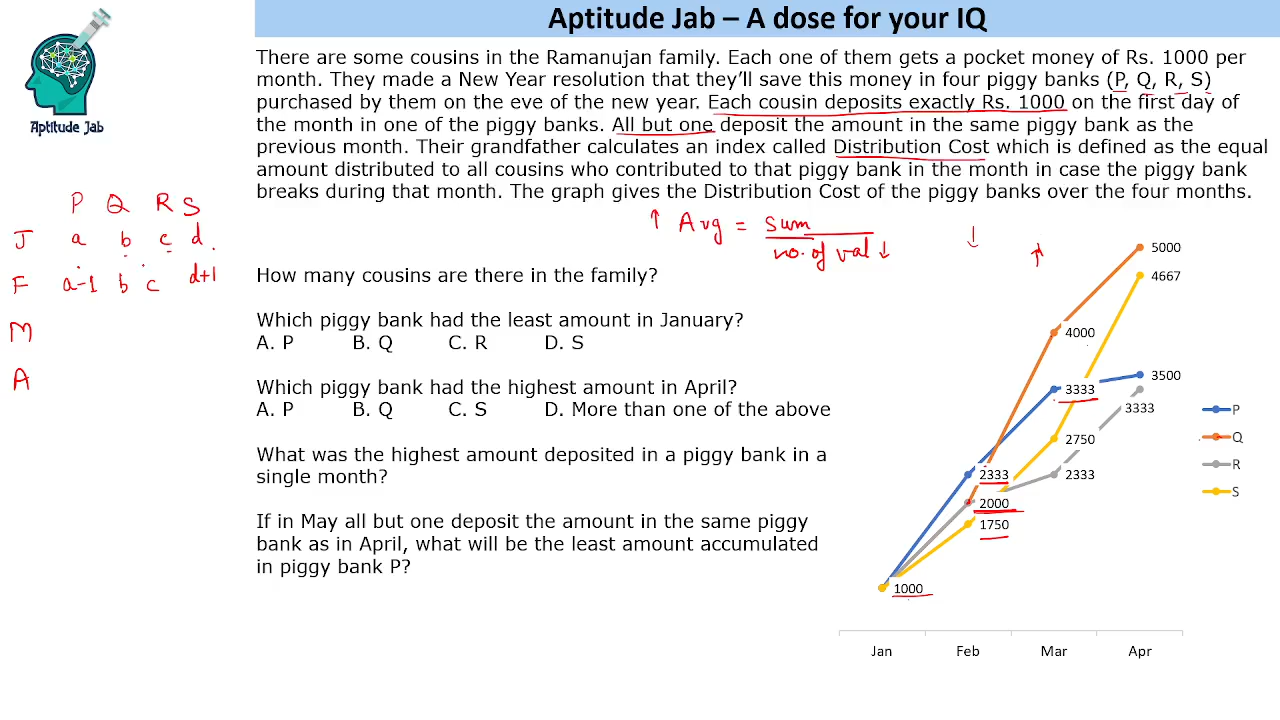 Aptitude Jab – A dose for your IQ
Aptitude Jab
There are some cousins in the Ramanujan family. Each one of them gets a pocket money of Rs. 1000 per
month. They made a New Year resolution that they'll save this money in four piggy banks (P, Q, R, S)
purchased by them on the eve of the new year. Each cousin deposits exactly Rs. 1000 on the first day of
the month in one of the piggy banks. All but one deposit the amount in the same piggy bank as the
previous month. Their grandfather calculates an index called Distribution Cost which is defined as the equal
amount distributed to all cousins who contributed to that piggy bank in the month in case the piggy bank
breaks during that month. The graph gives the Distribution Cost of the piggy banks over the four months.
P Q R S
J a b c d
F a-1 b c d+1
M
A
↑ Avg = sum
no. of val ↓
↓ ↑
How many cousins are there in the family?
Which piggy bank had the least amount in January?
A. P B. Q C. R D. S
Which piggy bank had the highest amount in April?
A. P B. Q C. S D. More than one of the above
What was the highest amount deposited in a piggy bank in a
single month?
If in May all but one deposit the amount in the same piggy
bank as in April, what will be the least amount accumulated
in piggy bank P?
5000
4667
4000
3500
3333
3333
2750
2333
2333
2000
1750
1000
P
Q
R
S
Jan Feb Mar Apr